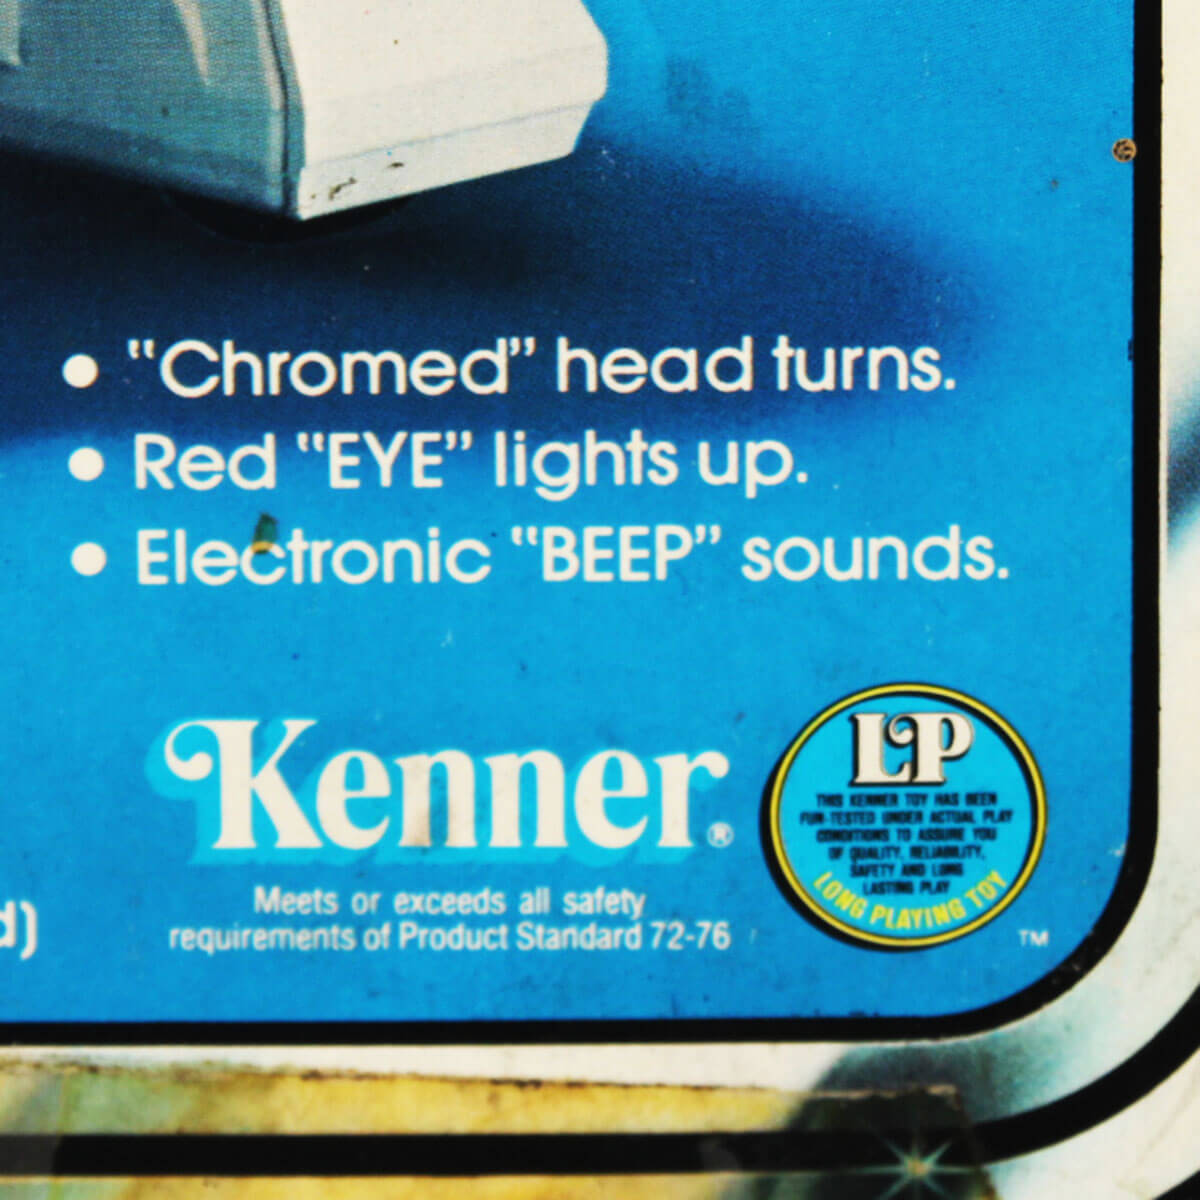 • "Chromed" head turns.
• Red "EYE" lights up.
• Electronic "BEEP" sounds.
Kenner®
Meets or exceeds all safety
requirements of Product Standard 72-76
d)
LP
THIS KENNER TOY HAS BEEN
FUN-TESTED UNDER ACTUAL PLAY
CONDITIONS TO ASSURE YOU
OF QUALITY, RELIABILITY,
SAFETY AND LONG
LASTING PLAY
LONG PLAYING TOY
TM